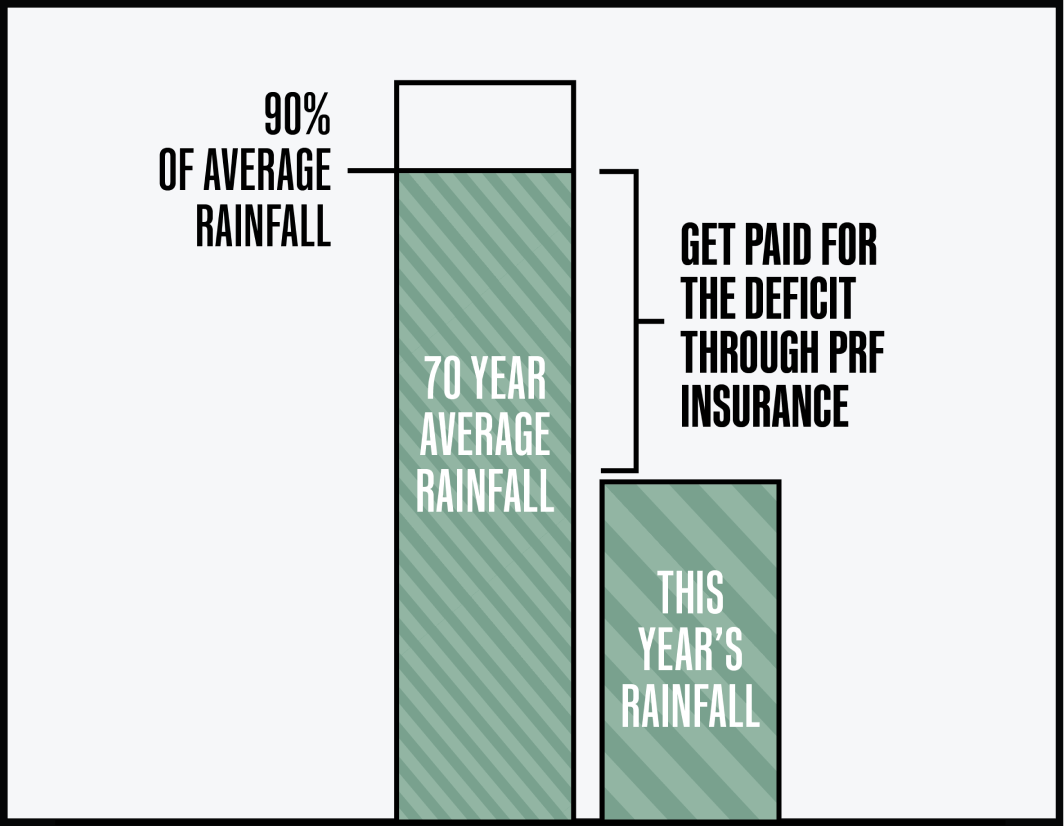 90%
OF AVERAGE
RAINFALL
GET PAID FOR
THE DEFICIT
THROUGH PRF
INSURANCE
70 YEAR
AVERAGE
RAINFALL
THIS
YEAR’S
RAINFALL